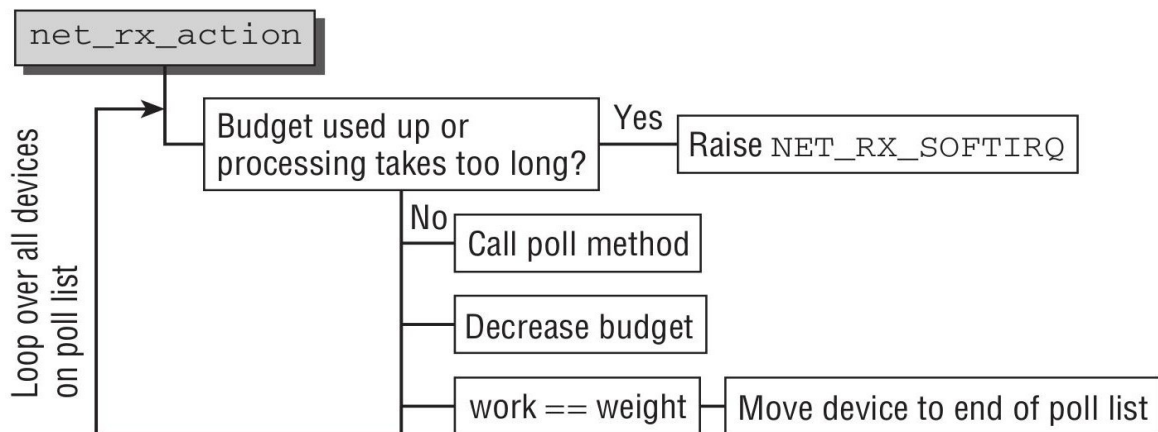 net_rx_action
Budget used up or
processing takes too long?
Yes
Raise NET_RX_SOFTIRQ
No
Call poll method
Decrease budget
work == weight
Move device to end of poll list
Loop over all devices
on poll list